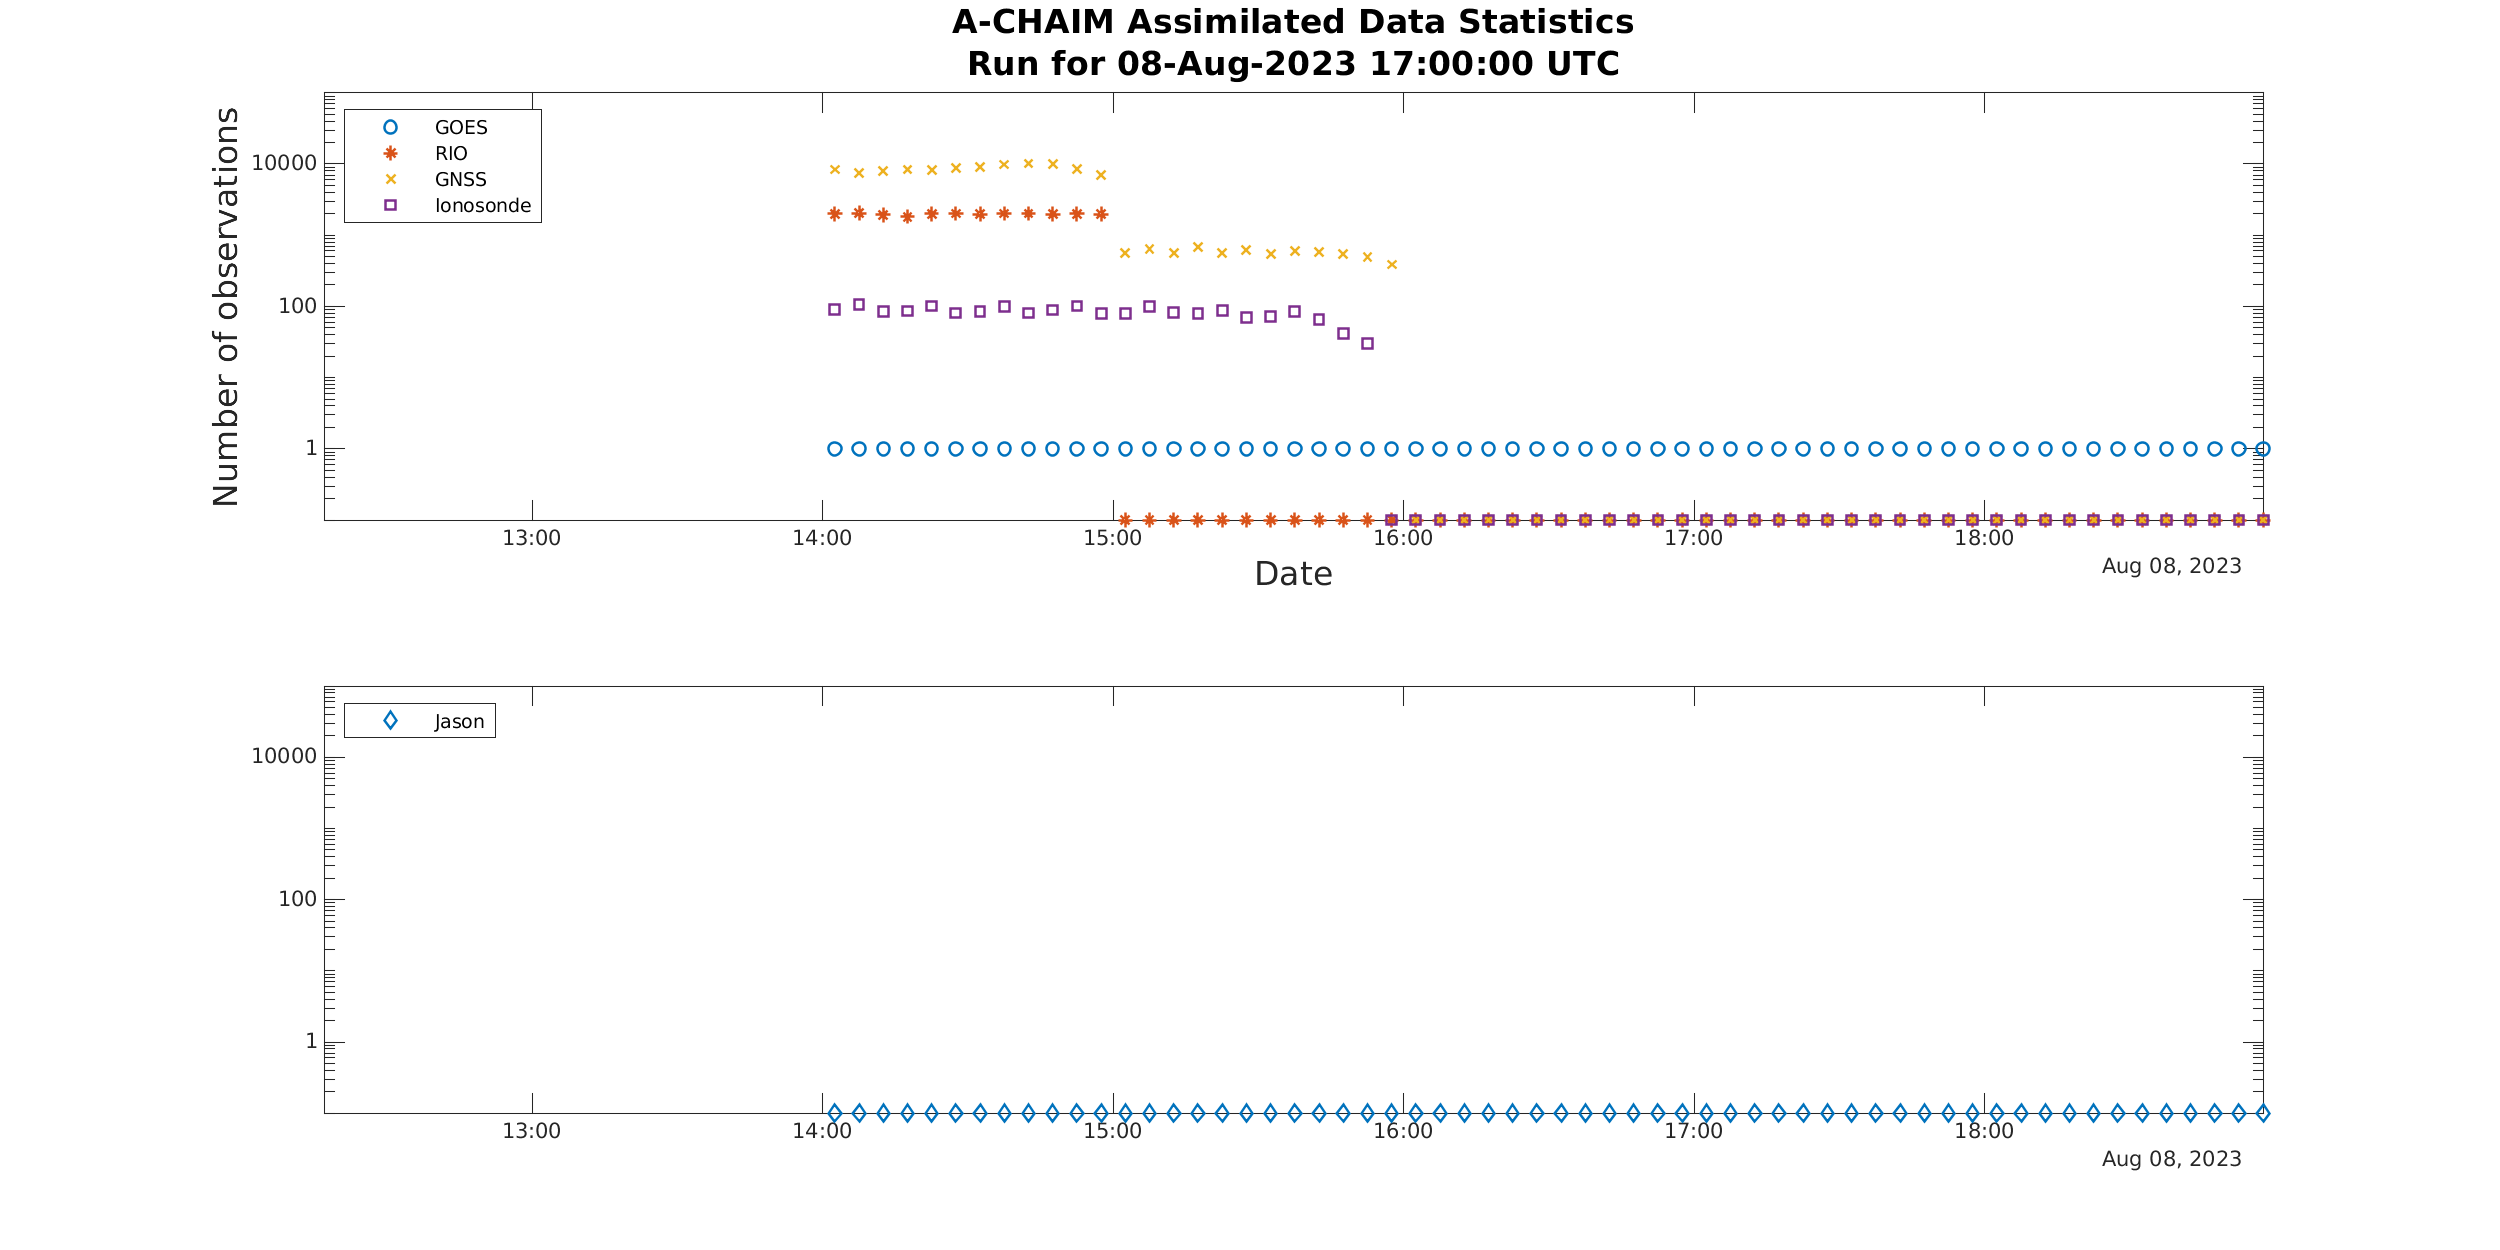 A-CHAIM Assimilated Data Statistics
Run for 08-Aug-2023 17:00:00 UTC
Number of observations
10000
100
1
GOES
RIO
GNSS
Ionosonde
13:00 14:00 15:00 16:00 17:00 18:00
Date
Aug 08, 2023
10000
100
1
Jason
13:00 14:00 15:00 16:00 17:00 18:00
Aug 08, 2023